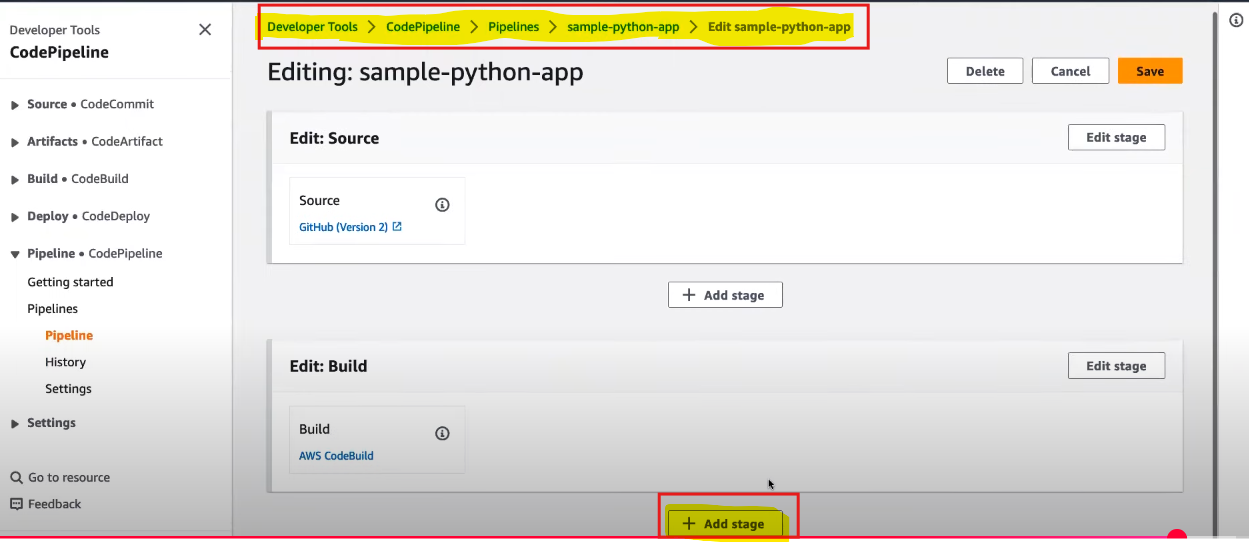 Developer Tools
CodePipeline
Source • CodeCommit
Artifacts • CodeArtifact
Build • CodeBuild
Deploy • CodeDeploy
Pipeline • CodePipeline
Getting started
Pipelines
Pipeline
History
Settings
Settings
Go to resource
Feedback
Developer Tools > CodePipeline > Pipelines > sample-python-app > Edit sample-python-app
Editing: sample-python-app
Delete
Cancel
Save
Edit: Source
Edit stage
Source
GitHub (Version 2)
+ Add stage
Edit: Build
Edit stage
Build
AWS CodeBuild
+ Add stage